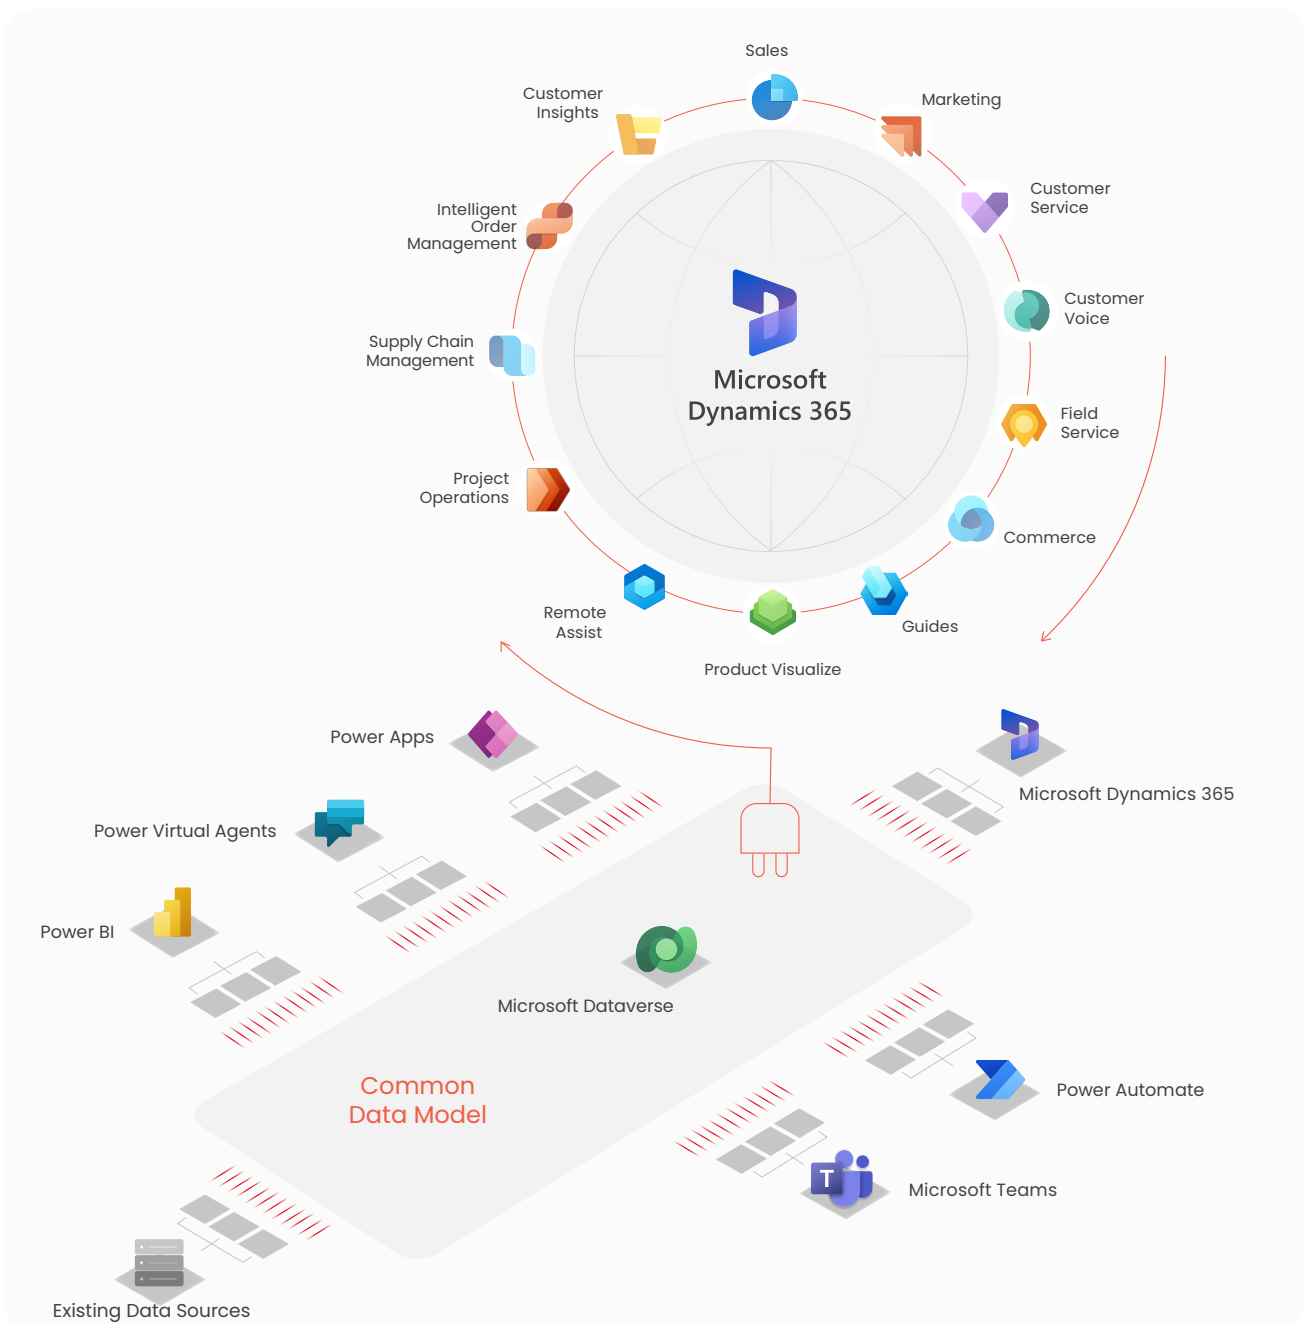 Sales
Customer
Insights
Marketing
Intelligent
Order
Management
Customer
Service
Supply Chain
Management
Customer
Voice
Microsoft
Dynamics 365
Field
Service
Project
Operations
Commerce
Remote
Assist
Guides
Product Visualize
Power Apps
Microsoft Dynamics 365
Power Virtual Agents
Power BI
Microsoft Dataverse
Common
Data Model
Power Automate
T
Microsoft Teams
Existing Data Sources